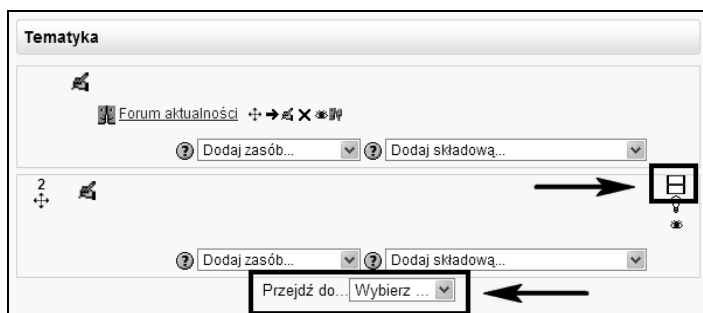 Tematyka
Forum aktualności
Dodaj zasób... Dodaj składową...
2
Dodaj zasób... Dodaj składową...
Przejdź do... Wybierz ...